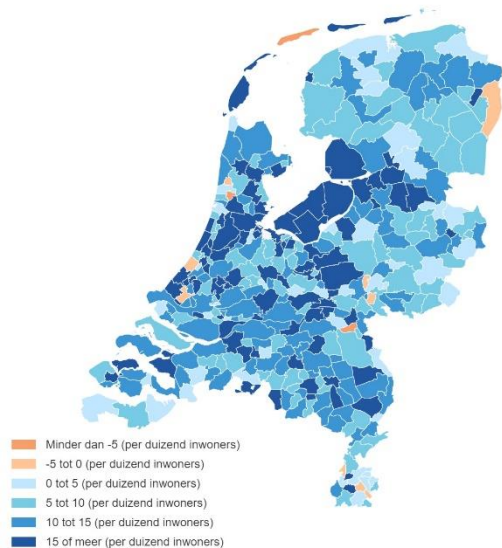 Minder dan -5 (per duizend inwoners)
-5 tot 0 (per duizend inwoners)
0 tot 5 (per duizend inwoners)
5 tot 10 (per duizend inwoners)
10 tot 15 (per duizend inwoners)
15 of meer (per duizend inwoners)